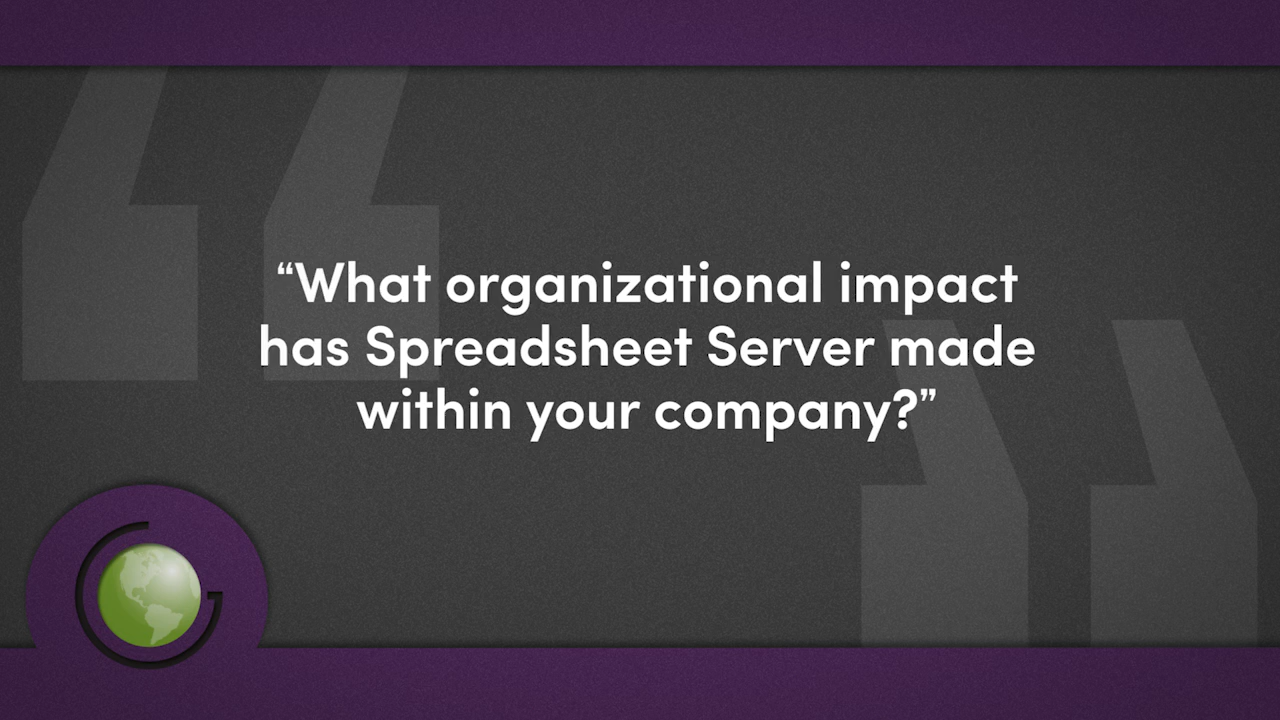 “What organizational impact
has Spreadsheet Server made
within your company?”